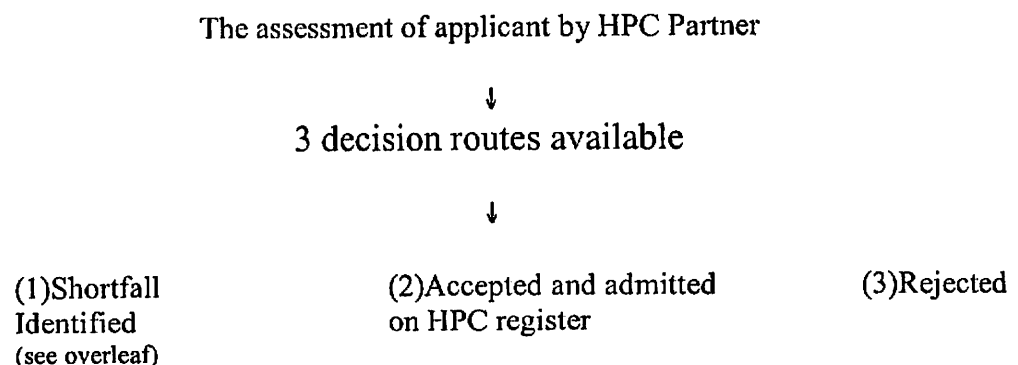 The assessment of applicant by HPC Partner
↓
3 decision routes available
↓
(1)Shortfall
Identified
(see overleaf)
(2)Accepted and admitted
on HPC register
(3)Rejected